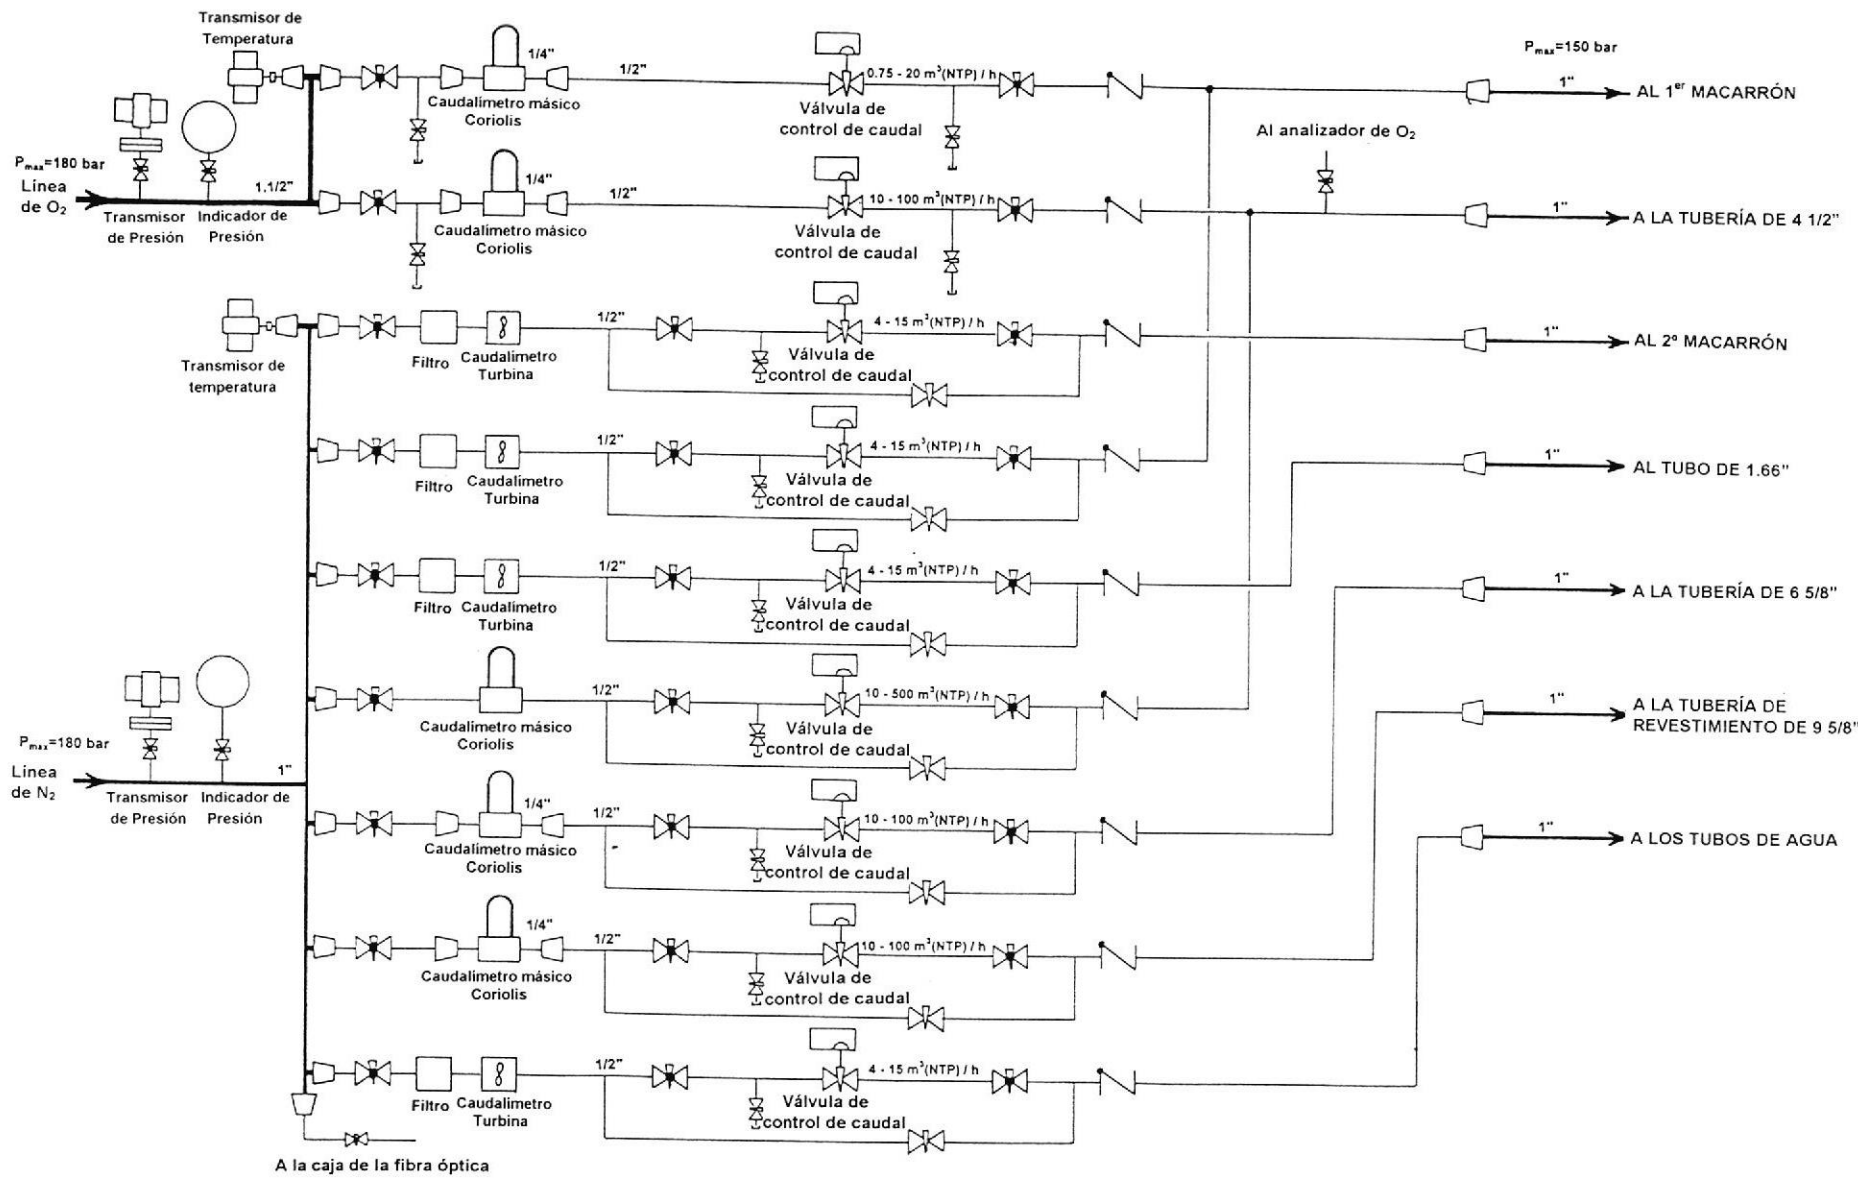 Transmisor de
Temperatura
1/4"
Caudalímetro másico
Coriolis
1/2"
0.75 - 20 m³(NTP) / h
Válvula de
control de caudal
Pmax=150 bar
1"
AL 1er MACARRÓN
Al analizador de O₂
Pmax=180 bar
Línea
de O₂
Transmisor
de Presión
Indicador de
Presión
1.1/2"
1/4"
Caudalímetro másico
Coriolis
1/2"
10 - 100 m³(NTP) / h
Válvula de
control de caudal
1"
A LA TUBERÍA DE 4 1/2"
Transmisor de
temperatura
Filtro
Caudalímetro
Turbina
1/2"
4 - 15 m³(NTP) / h
Válvula de
control de caudal
1"
AL 2º MACARRÓN
Filtro
Caudalímetro
Turbina
1/2"
4 - 15 m³(NTP) / h
Válvula de
control de caudal
1"
AL TUBO DE 1.66"
Filtro
Caudalímetro
Turbina
1/2"
4 - 15 m³(NTP) / h
Válvula de
control de caudal
1"
A LA TUBERÍA DE 6 5/8"
Caudalímetro másico
Coriolis
1/2"
10 - 500 m³(NTP) / h
Válvula de
control de caudal
1"
A LA TUBERÍA DE
REVESTIMIENTO DE 9 5/8"
Pmax=180 bar
Línea
de N₂
Transmisor
de Presión
Indicador de
Presión
1"
1/4"
Caudalímetro másico
Coriolis
1/2"
10 - 100 m³(NTP) / h
Válvula de
control de caudal
1"
A LOS TUBOS DE AGUA
1/4"
Caudalímetro másico
Coriolis
1/2"
10 - 100 m³(NTP) / h
Válvula de
control de caudal
Filtro
Caudalímetro
Turbina
1/2"
4 - 15 m³(NTP) / h
Válvula de
control de caudal
A la caja de la fibra óptica